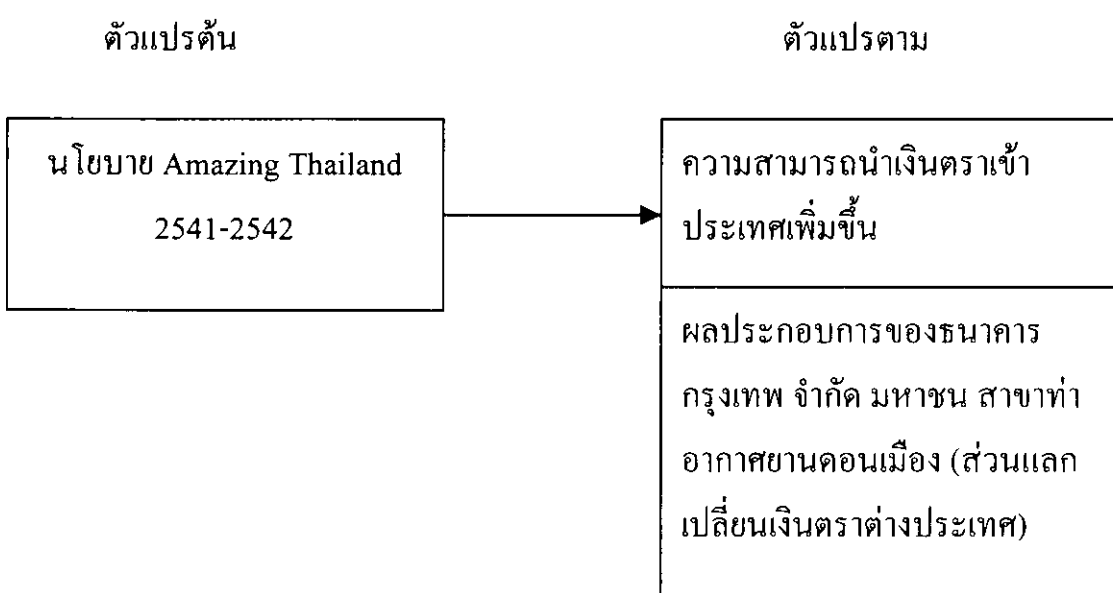 ตัวแปรต้น
ตัวแปรตาม
นโยบาย Amazing Thailand
2541-2542
ความสามารถนำเงินตราเข้า
ประเทศเพิ่มขึ้น
ผลประกอบการของธนาคาร
กรุงเทพ จำกัด มหาชน สาขาท่า
อากาศยานดอนเมือง (ส่วนแลก
เปลี่ยนเงินตราต่างประเทศ)